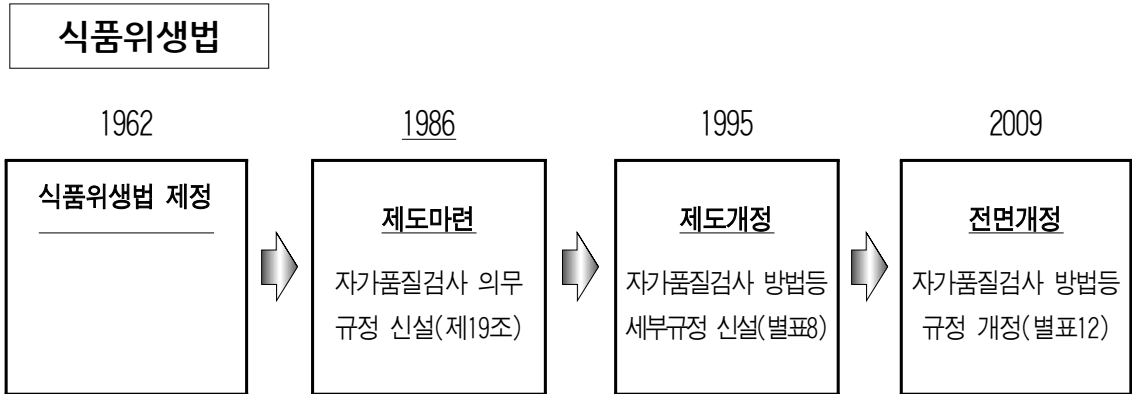 식품위생법
1962
식품위생법 제정
1986
제도마련
자가품질검사 의무
규정 신설(제19조)
1995
제도개정
자가품질검사 방법등
세부규정 신설(별표8)
2009
전면개정
자가품질검사 방법등
규정 개정(별표12)